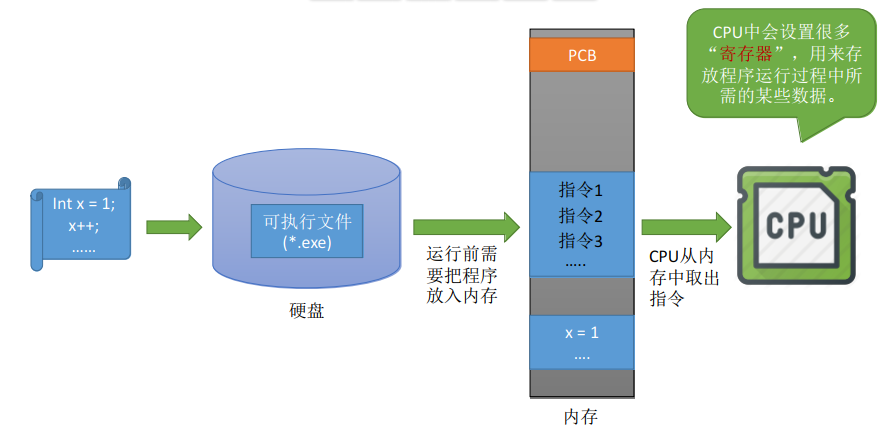 Int x = 1;
x++;
……
可执行文件
(*.exe)
硬盘
运行前需
要把程序
放入内存
PCB
指令1
指令2
指令3
…..
x = 1
….
内存
CPU从内
存中取出
指令
CPU中会设置很多
“寄存器”，用来存
放程序运行过程中所
需的某些数据。
CPU